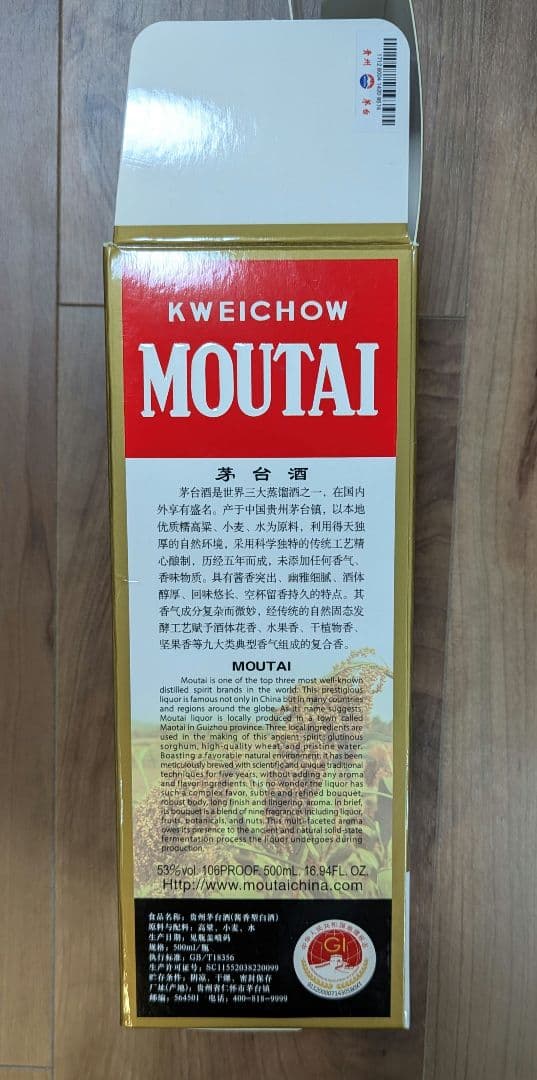 贵州 茅台
KWEICHOW
MOUTAI
茅台酒
茅台酒是世界三大蒸馏酒之一，在国内
外享有盛名。产于中国贵州茅台镇，以本地
优质糯高粱、小麦、水为原料，利用得天独
厚的自然环境，采用科学独特的传统工艺精
心酿制，历经五年而成，未添加任何香气、
香味物质。具有酱香突出、幽雅细腻、酒体
醇厚、回味悠长、空杯留香持久的特点。其
香气成分复杂而微妙，经传统的自然固态发
酵工艺赋予酒体花香、水果香、干植物香、
坚果香等九大类典型香气组成的复合香。
MOUTAI
Moutai is one of the top three most well-known
distilled spirit brands in the world. This prestigious
liquor is famous not only in China but in many countries
and regions around the globe. As its name suggests,
Moutai liquor is locally produced in a town called
Maotai in Guizhou province. Three local ingredients are
used in the making of this ancient spirit: glutinous
sorghum, high-quality wheat, and pristine water.
Boasting a favorable natural environment, it has been
meticulously brewed with scientific and unique traditional
techniques for five years, without adding any aroma
and flavor ingredients. It is no wonder the liquor has
such a complex favor, subtle and refined bouquet,
robust body, long finish and lingering aroma. In brief,
its bouquet is a blend of nine fragrances including liquor,
fruits, botanicals, and nuts. This multi-faceted aroma
owes its presence to the ancient and natural solid-state
fermentation process the liquor undergoes during
production.
53%vol. 106PROOF. 500mL. 16.94FL. OZ.
Http://www.moutaichina.com
食品名称：贵州茅台酒(酱香型白酒)
原料与配料：高粱、小麦、水
生产日期：见瓶盖喷码
规格：500ml/瓶
执行标准：GB/T18356
生产许可证号：SC11552038220099
贮存条件：阴凉、干燥、密封保存
厂址(产地)：贵州省仁怀市茅台镇
邮编：564501 电话：400-818-9999
GI